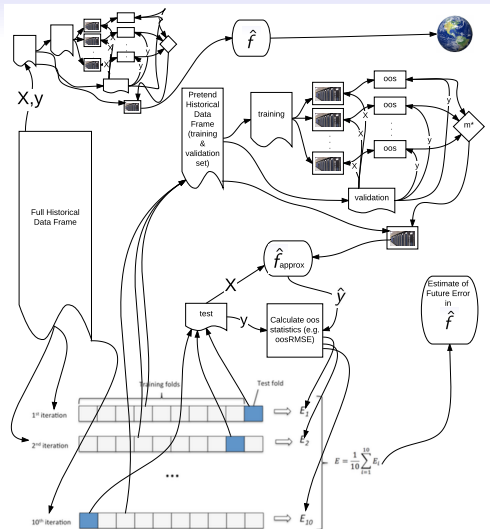 f̂
X,y
Full Historical
Data Frame
Pretend
Historical
Data Frame
(training
&
validation
set)
training
oos
oos
oos
X
X
y
y
y
m*
validation
f̂approx
X
ŷ
test
y
Calculate oos
statistics (e.g.
oosRMSE)
Estimate of
Future Error
in
f̂
Training folds
Test fold
1st iteration
E1
2nd iteration
E2
...
10th iteration
E10
E = 1/10 ∑ i=1 10 Ei